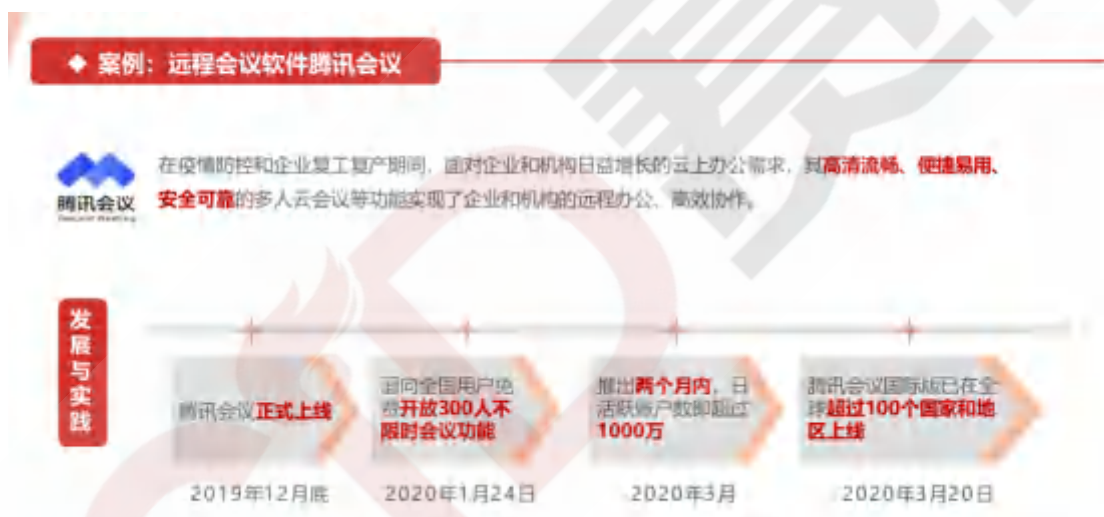 ◆ 案例：远程会议软件腾讯会议
在疫情防控和企业复工复产期间，面对企业和机构日益增长的云上办公需求，其高清流畅、便捷易用、
安全可靠的多人云会议等功能实现了企业和机构的远程办公、高效协作。
腾讯会议
Tencent Meeting
发展与实践
腾讯会议正式上线
面向全国用户免
费开放300人不
限时会议功能
推出两个月内，日
活跃账户数即超过
1000万
腾讯会议国际版已在全
球超过100个国家和地
区上线
2019年12月底
2020年1月24日
2020年3月
2020年3月20日